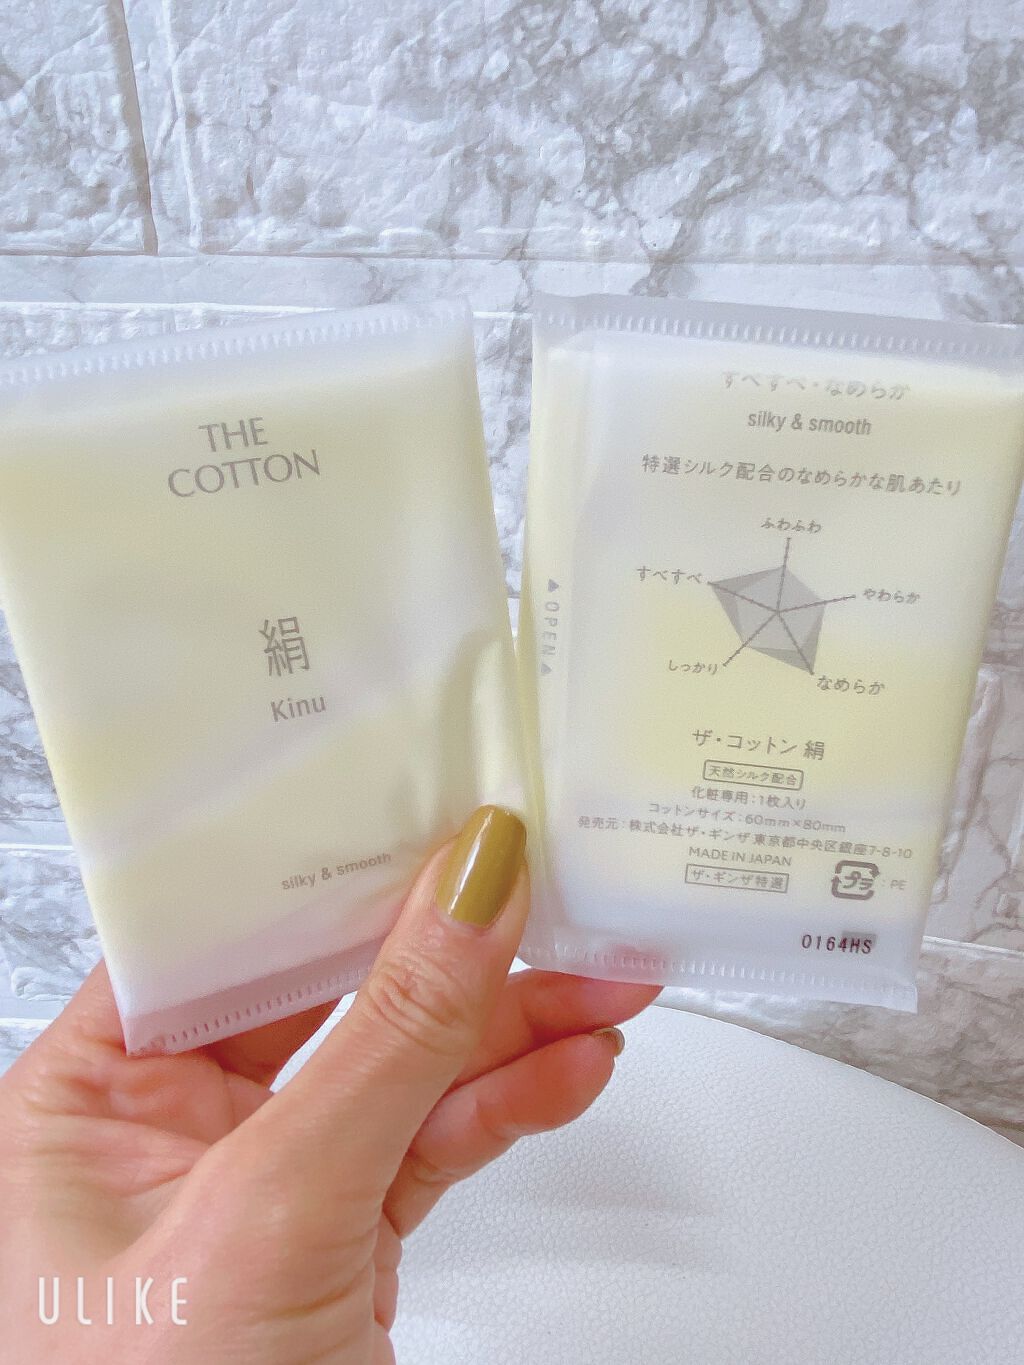 THE
COTTON
絹
Kinu
silky & smooth
すべすべ・なめらか
silky & smooth
特選シルク配合のなめらかな肌あたり
ふわふわ
すべすべ
やわらか
しっかり
なめらか
▲OPEN▲
ザ・コットン 絹
天然シルク配合
化粧専用:1枚入り
コットンサイズ:60mm×80mm
発売元:株式会社ザ・ギンザ 東京都中央区銀座7-8-10
MADE IN JAPAN
ザ・ギンザ特選
プラ :PE
0164HS
ULIKE